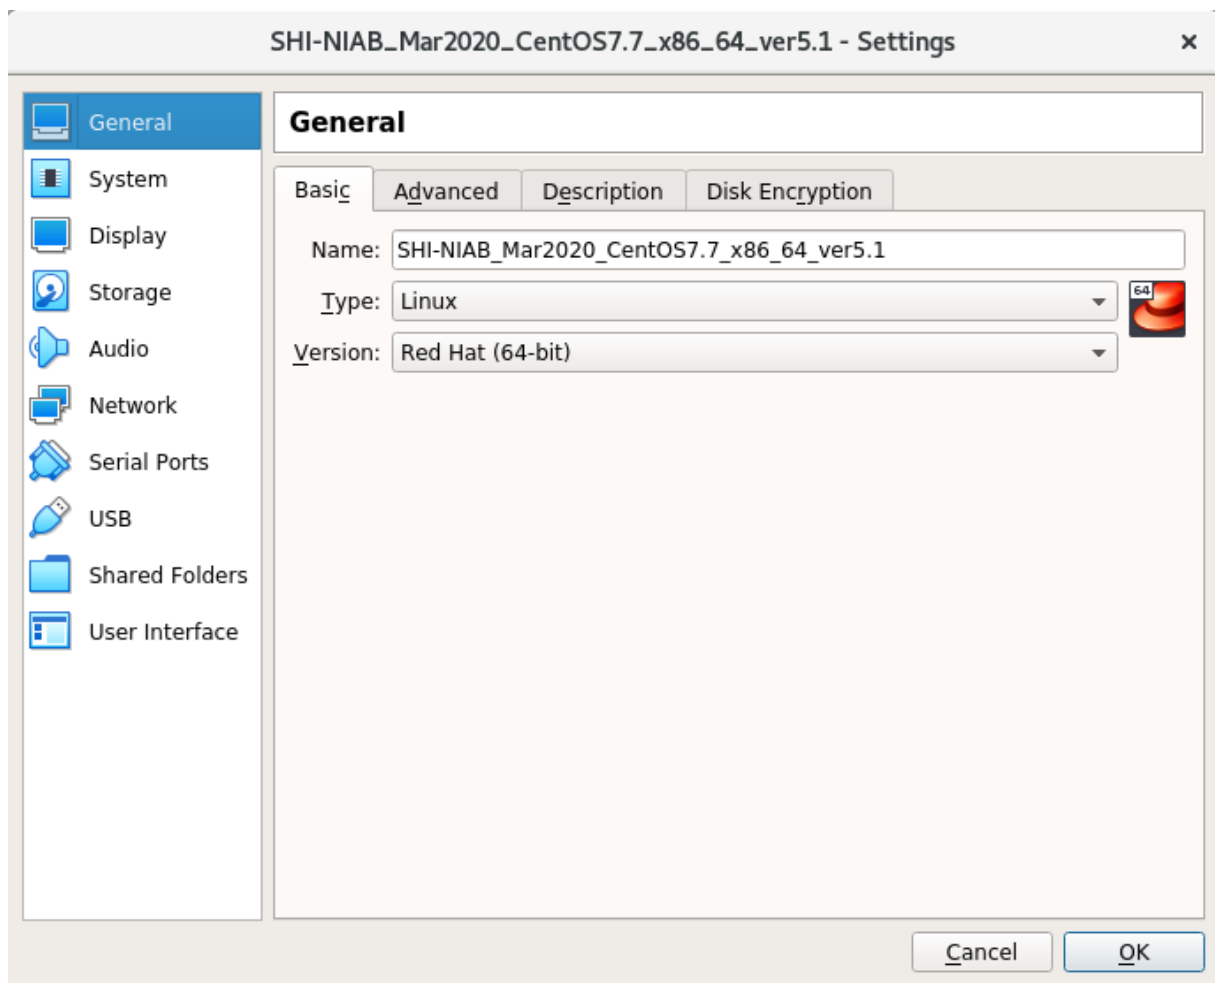 SHI-NIAB_Mar2020_CentOS7.7_x86_64_ver5.1 - Settings
General
System
Display
Storage
Audio
Network
Serial Ports
USB
Shared Folders
User Interface
General
Basic Advanced Description Disk Encryption
Name: SHI-NIAB_Mar2020_CentOS7.7_x86_64_ver5.1
Type: Linux
64
Version: Red Hat (64-bit)
Cancel OK